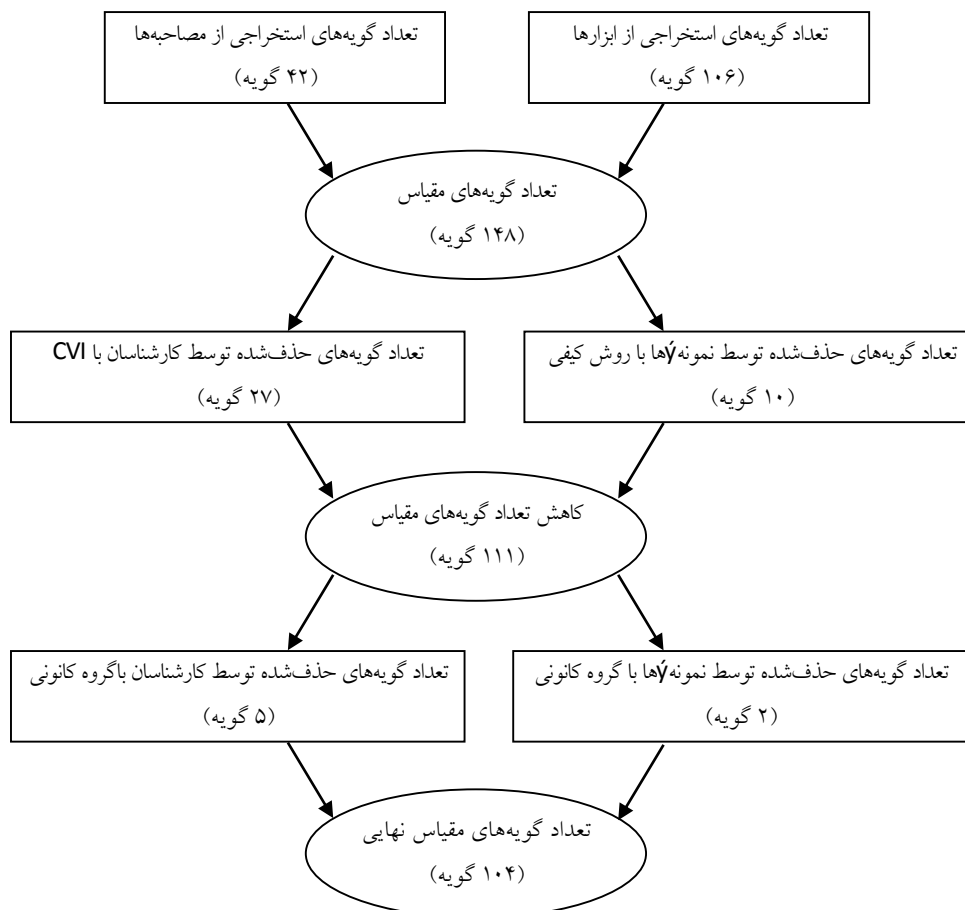 تعداد گویه‌های استخراجی از ابزارها
(۱۰۶ گویه)
تعداد گویه‌های استخراجی از مصاحبه‌ها
(۴۲ گویه)
تعداد گویه‌های مقیاس
(۱۴۸ گویه)
تعداد گویه‌های حذف‌شده توسط نمونه‎ýها با روش کیفی
(۱۰ گویه)
تعداد گویه‌های حذف‌شده توسط کارشناسان با CVI
(۲۷ گویه)
کاهش تعداد گویه‌های مقیاس
(۱۱۱ گویه)
تعداد گویه‌های حذف‌شده توسط نمونه‎ýها با گروه کانونی
(۲ گویه)
تعداد گویه‌های حذف‌شده توسط کارشناسان باگروه کانونی
(۵ گویه)
تعداد گویه‌های مقیاس نهایی
(۱۰۴ گویه)